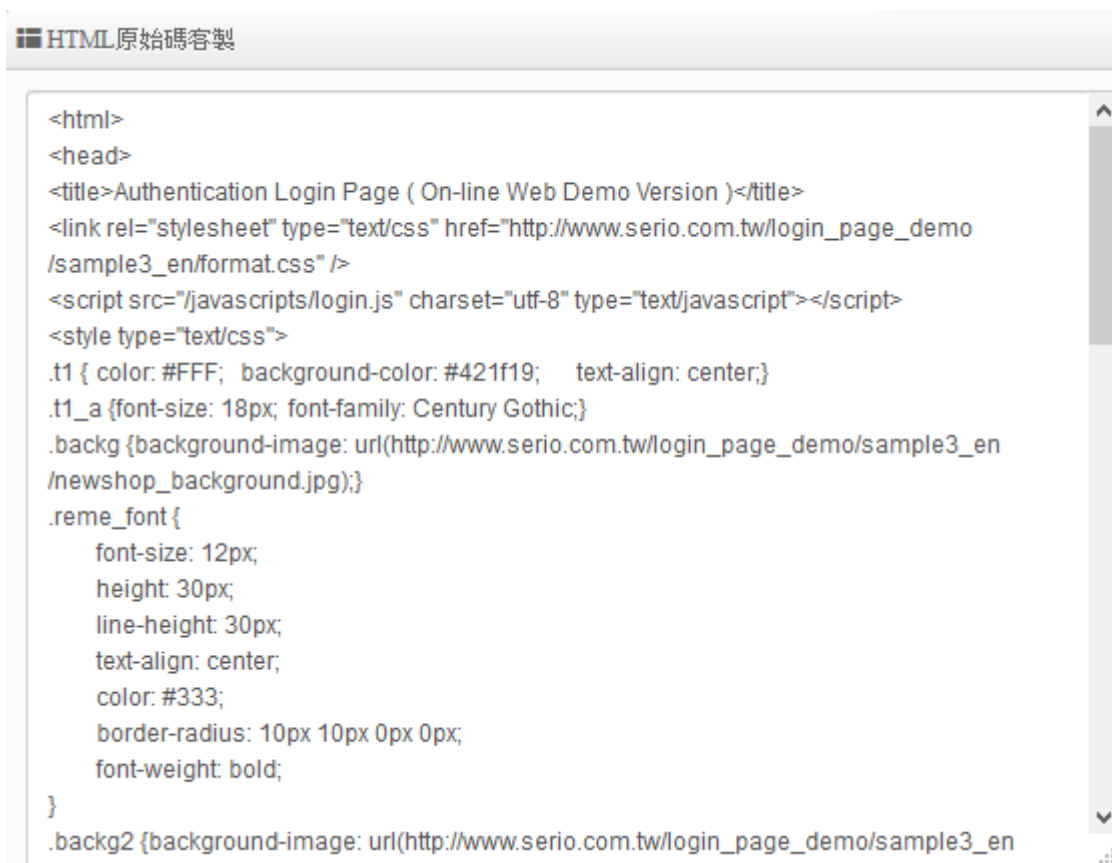 HTML原始碼客製
<html>
<head>
<title>Authentication Login Page ( On-line Web Demo Version )</title>
<link rel="stylesheet" type="text/css" href="http://www.serio.com.tw/login_page_demo
/sample3_en/format.css" />
<script src="/javascripts/login.js" charset="utf-8" type="text/javascript"></script>
<style type="text/css">
.t1 { color: #FFF;   background-color: #421f19;     text-align: center;}
.t1_a {font-size: 18px; font-family: Century Gothic;}
.backg {background-image: url(http://www.serio.com.tw/login_page_demo/sample3_en
/newshop_background.jpg);}
.reme_font {
      font-size: 12px;
      height: 30px;
      line-height: 30px;
      text-align: center;
      color: #333;
      border-radius: 10px 10px 0px 0px;
      font-weight: bold;
}
.backg2 {background-image: url(http://www.serio.com.tw/login_page_demo/sample3_en